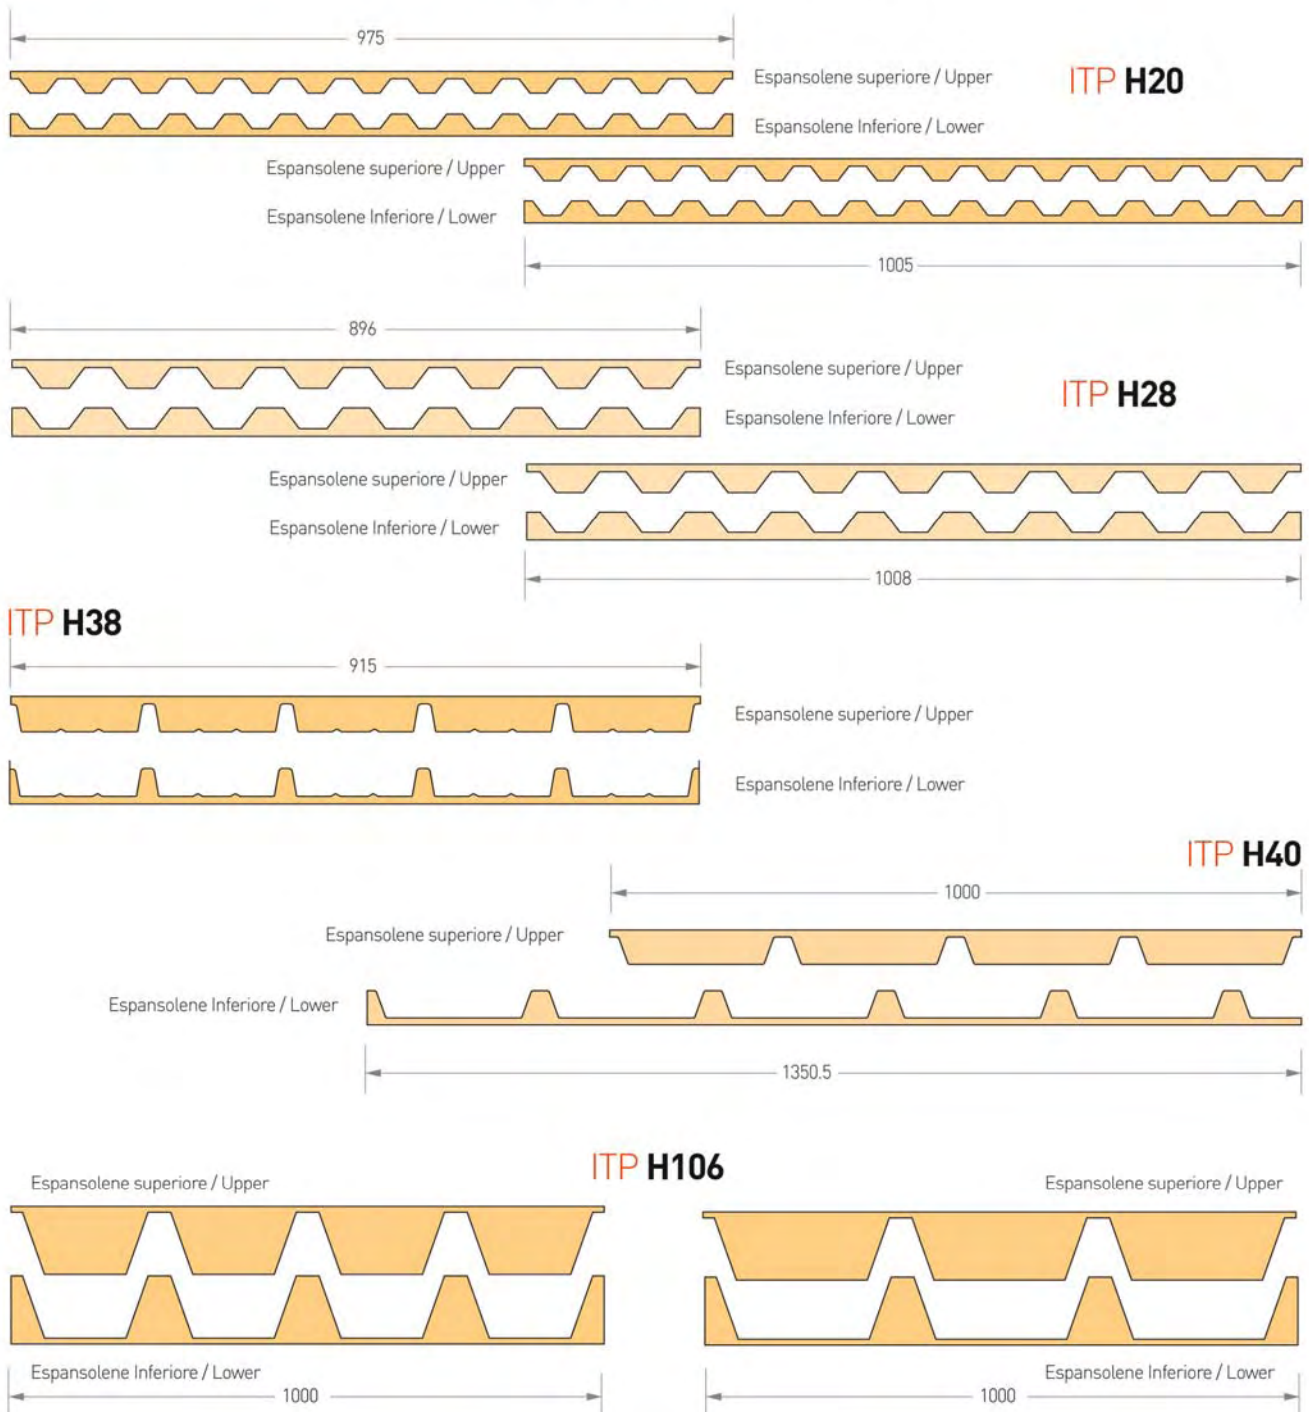 975
Espansolene superiore / Upper
ITP H20
Espansolene Inferiore / Lower
Espansolene superiore / Upper
Espansolene Inferiore / Lower
1005
896
Espansolene superiore / Upper
ITP H28
Espansolene Inferiore / Lower
Espansolene superiore / Upper
Espansolene Inferiore / Lower
1008
ITP H38
915
Espansolene superiore / Upper
Espansolene Inferiore / Lower
ITP H40
1000
Espansolene superiore / Upper
Espansolene Inferiore / Lower
1350.5
ITP H106
Espansolene superiore / Upper
Espansolene superiore / Upper
Espansolene Inferiore / Lower
Espansolene Inferiore / Lower
1000
1000